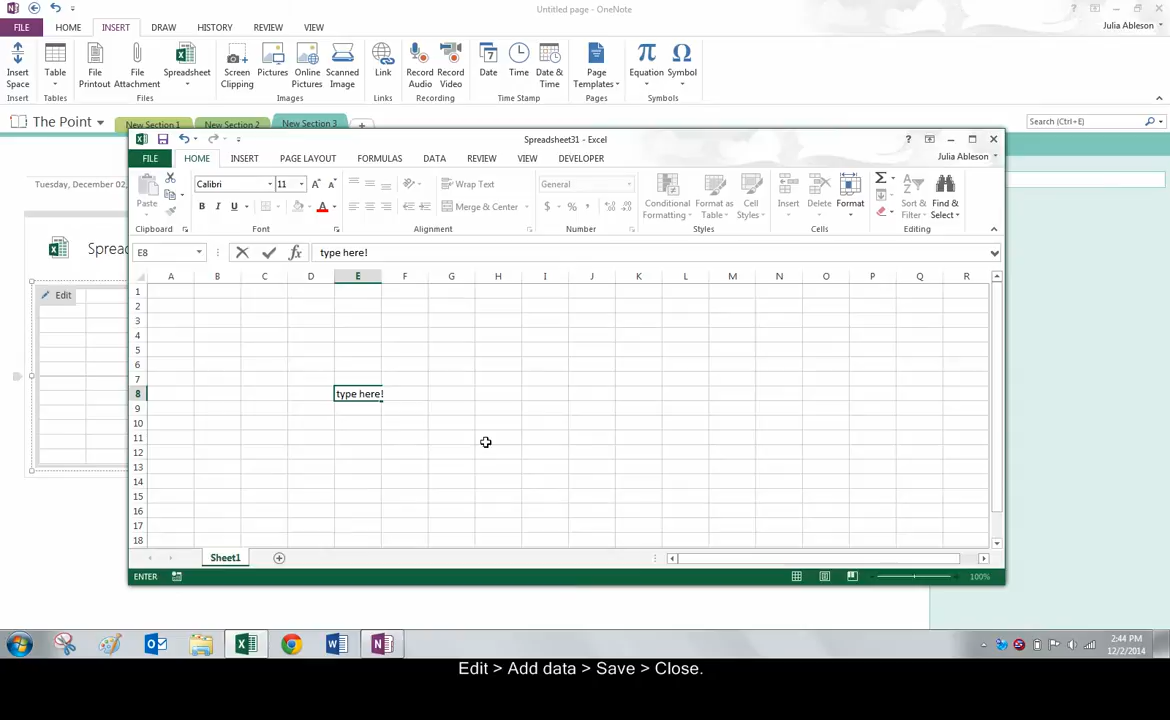 Untitled page - OneNote
FILE HOME INSERT DRAW HISTORY REVIEW VIEW Julia Ableson
Insert Space Table File Printout File Attachment Spreadsheet Screen Clipping Pictures Online Pictures Scanned Image Link Record Audio Record Video Date Time Date & Time Page Templates Equation Symbol
Insert Tables Files Images Links Recording Time Stamp Pages Symbols
The Point New Section 1 New Section 2 New Section 3 Search (Ctrl+E)
Spreadsheet31 - Excel
FILE HOME INSERT PAGE LAYOUT FORMULAS DATA REVIEW VIEW DEVELOPER Julia Ableson
Tuesday, December 02,
Paste Calibri 11 Wrap Text General Conditional Formatting Format as Table Cell Styles Insert Delete Format Sort & Filter Find & Select
B I U A Merge & Center $ % ,
Clipboard Font Alignment Number Styles Cells Editing
Spread
E8 fx type here!
A B C D E F G H I J K L M N O P Q R
Edit
1
2
3
4
5
6
7
8 type here!
9
10
11
12
13
14
15
16
17
18
Sheet1
ENTER 100%
2:44 PM
12/2/2014
Edit > Add data > Save > Close.